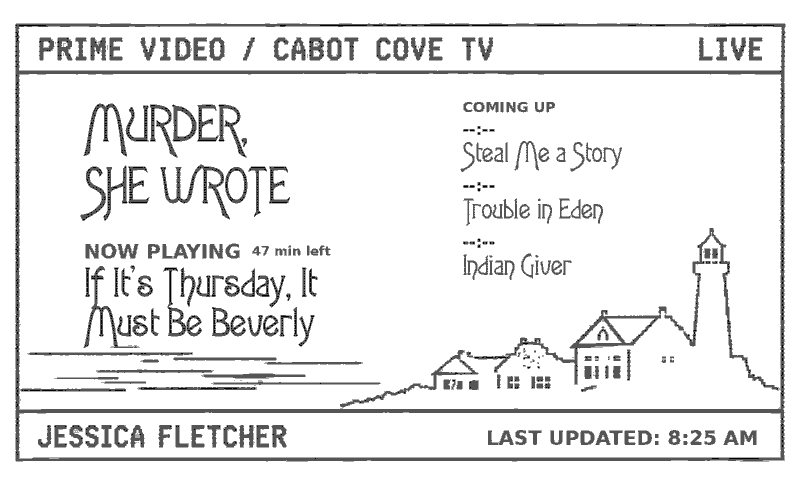 PRIME VIDEO / CABOT COVE TV
LIVE
MURDER,
SHE WROTE
NOW PLAYING 47 min left
If It's Thursday, It
Must Be Beverly
COMING UP
--:--
Steal Me a Story
--:--
Trouble in Eden
--:--
Indian Giver
JESSICA FLETCHER
LAST UPDATED: 8:25 AM